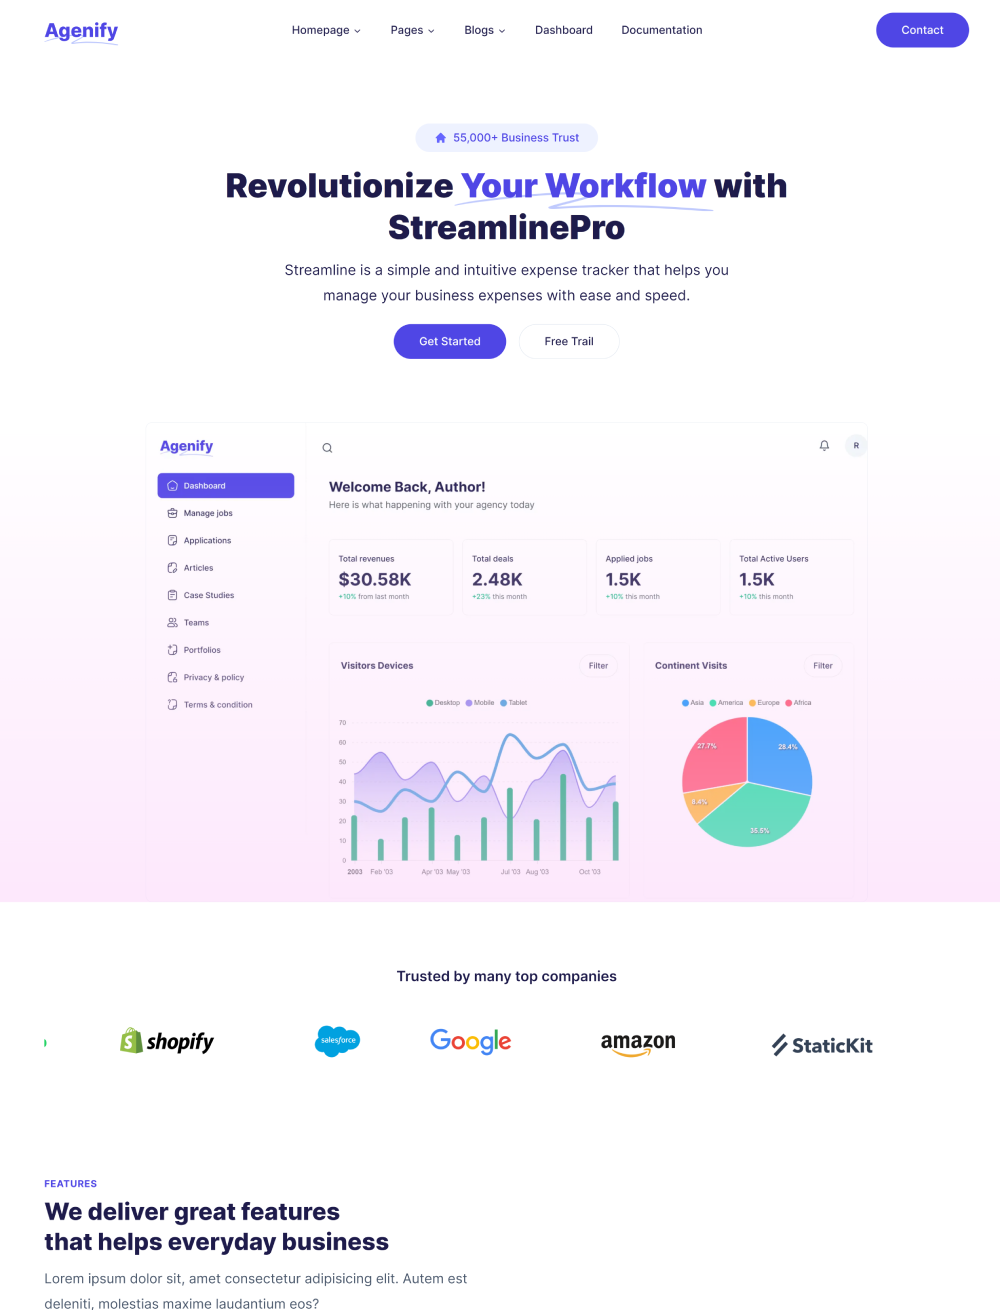 Agenify
Homepage
Pages
Blogs
Dashboard
Documentation
Contact
55,000+ Business Trust
Revolutionize Your Workflow with
StreamlinePro
Streamline is a simple and intuitive expense tracker that helps you
manage your business expenses with ease and speed.
Get Started
Free Trail
Agenify
R
Dashboard
Manage jobs
Applications
Articles
Case Studies
Teams
Portfolios
Privacy & policy
Terms & condition
Welcome Back, Author!
Here is what happening with your agency today
Total revenues
$30.58K
+10% from last month
Total deals
2.48K
+23% this month
Applied jobs
1.5K
+10% this month
Total Active Users
1.5K
+10% this month
Visitors Devices
Filter
Desktop Mobile Tablet
70
60
50
40
30
20
10
0
2003 Feb '03 Apr '03 May '03 Jul '03 Aug '03 Oct '03
Continent Visits
Filter
Asia America Europe Africa
27.7%
28.4%
8.4%
35.5%
Trusted by many top companies
shopify
salesforce
Google
amazon
StaticKit
FEATURES
We deliver great features
that helps everyday business
Lorem ipsum dolor sit, amet consectetur adipisicing elit. Autem est
deleniti, molestias maxime laudantium eos?